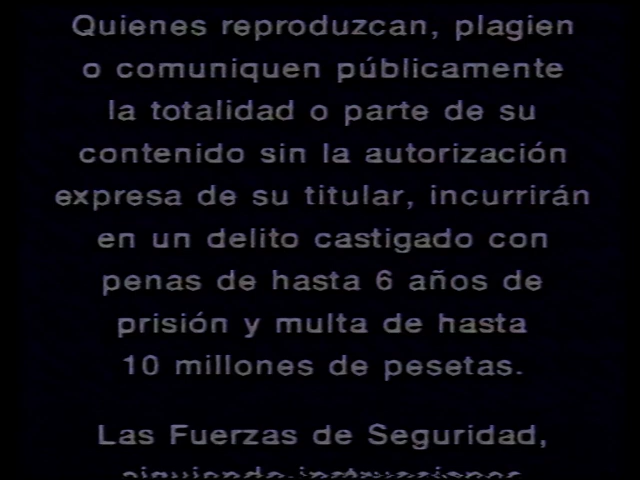 Quienes reproduzcan, plagien
o comuniquen públicamente
la totalidad o parte de su
contenido sin la autorización
expresa de su titular, incurrirán
en un delito castigado con
penas de hasta 6 años de
prisión y multa de hasta
10 millones de pesetas.
Las Fuerzas de Seguridad,
siguiendo instrucciones